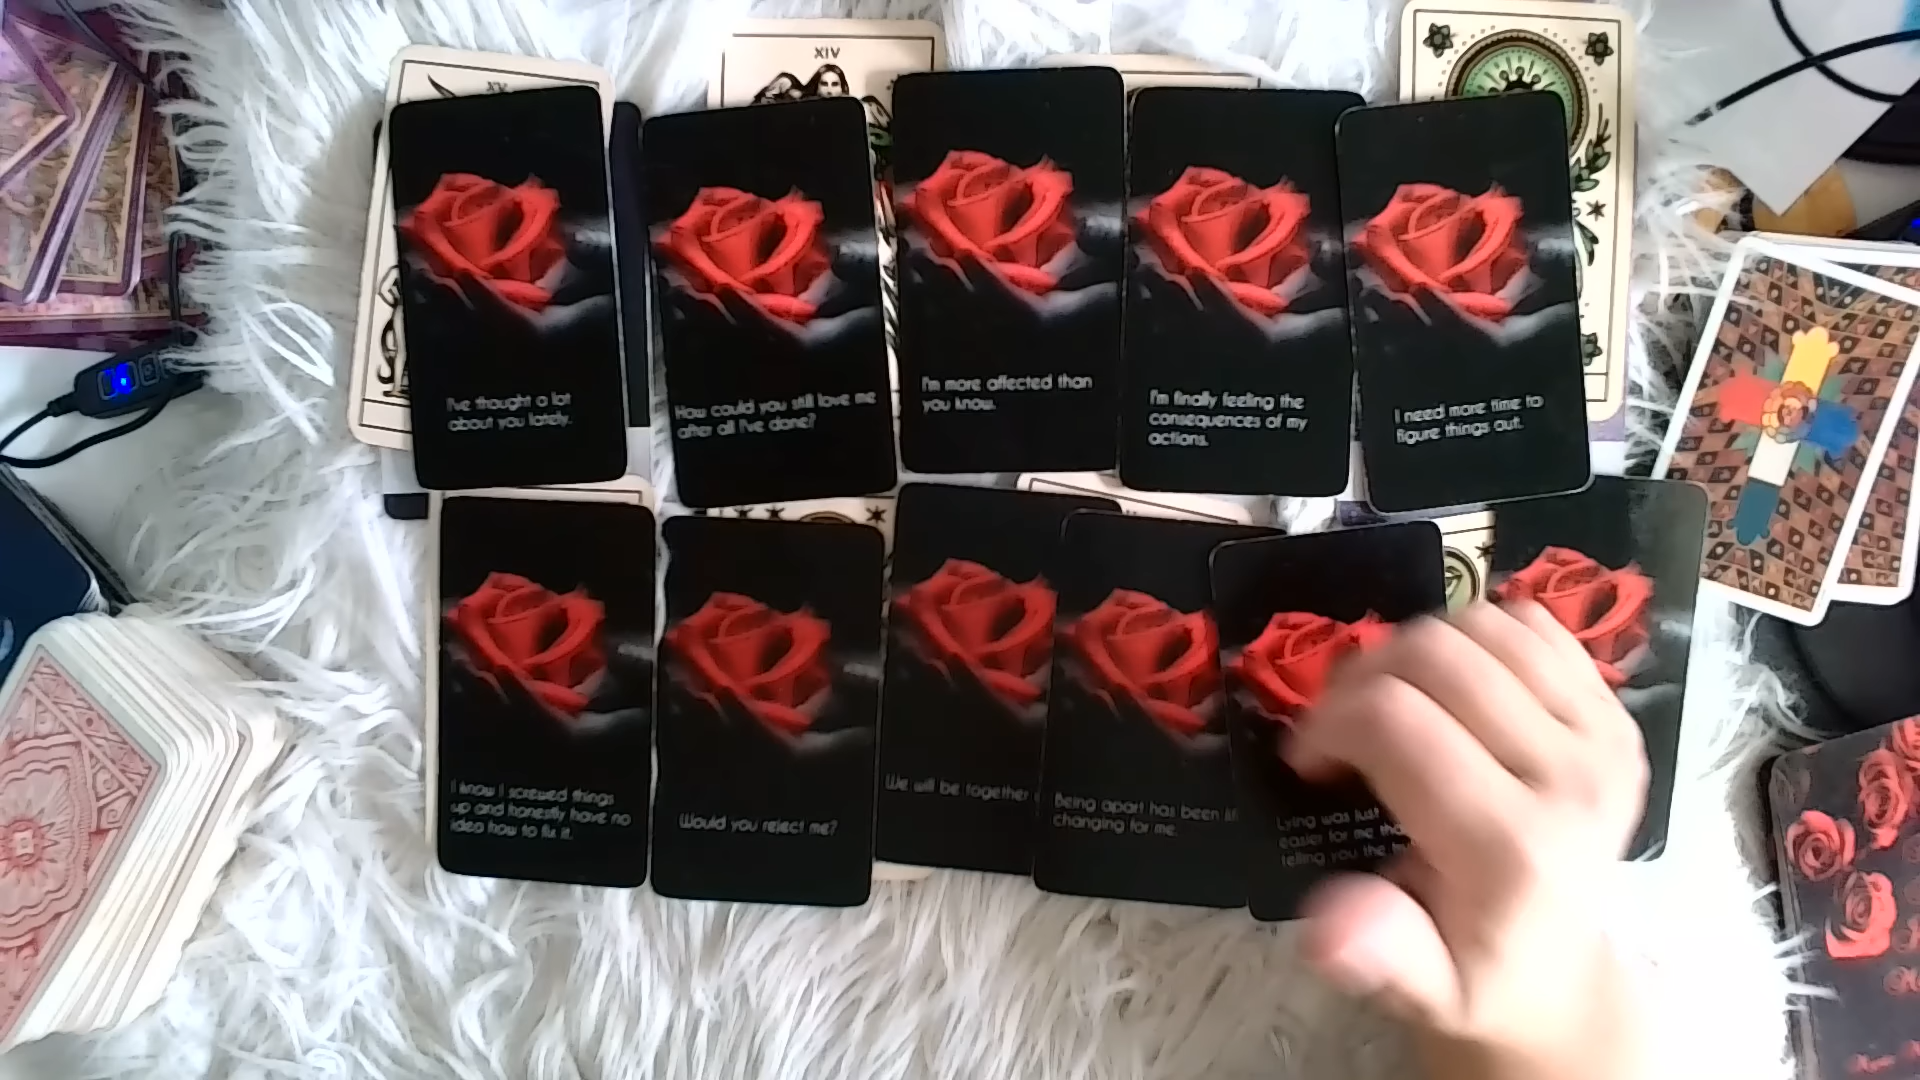 XV
XIV
I've thought a lot
about you lately.
How could you still love me
after all I've done?
I'm more affected than
you know.
I'm finally feeling the
consequences of my
actions.
I need more time to
figure things out.
I know I screwed things
up and honestly have no
idea how to fix it.
Would you reject me?
We will be together
Being apart has been
changing for me.
Lying was just
easier for me
telling you the